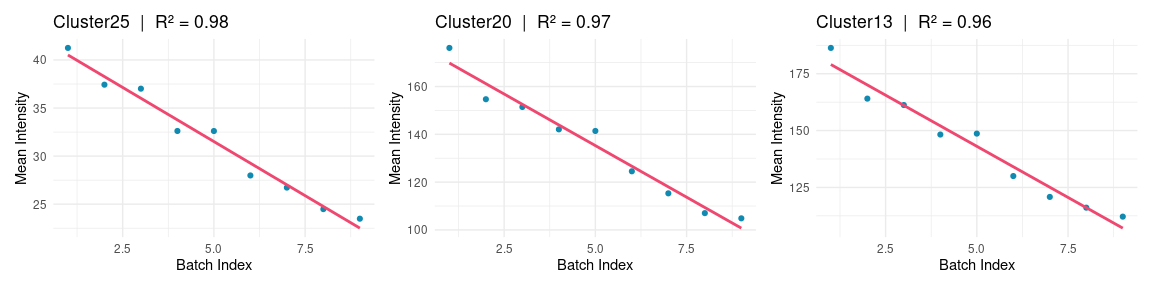 Cluster25 | R² = 0.98
Mean Intensity
40
35
30
25
2.5 5.0 7.5
Batch Index
Cluster20 | R² = 0.97
Mean Intensity
160
140
120
100
2.5 5.0 7.5
Batch Index
Cluster13 | R² = 0.96
Mean Intensity
175
150
125
2.5 5.0 7.5
Batch Index